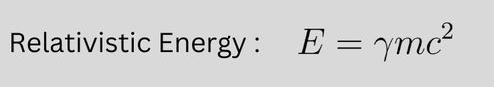 Relativistic Energy : E = γmc²